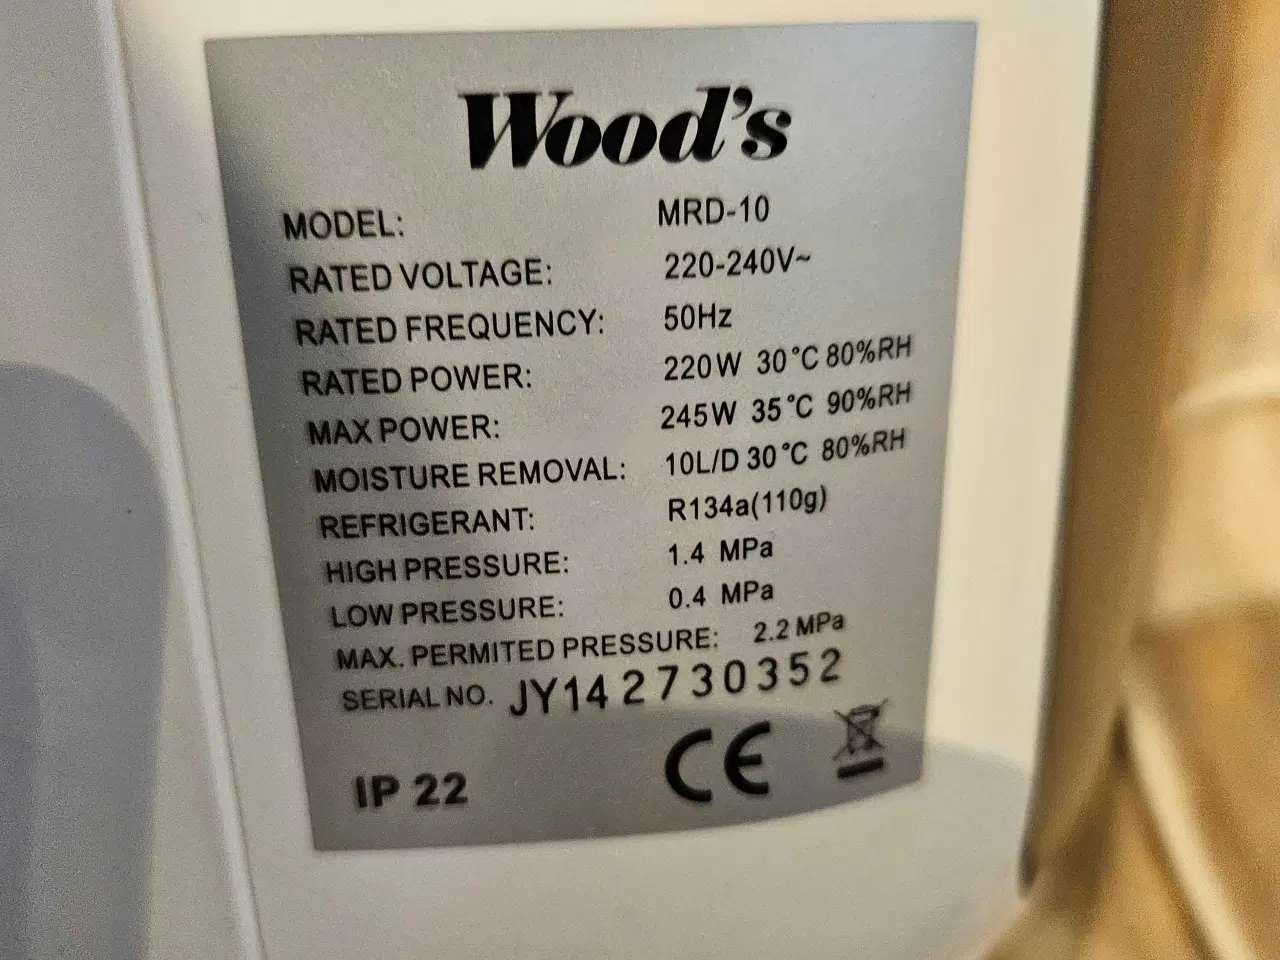 Wood's
MODEL: MRD-10
RATED VOLTAGE: 220-240V~
RATED FREQUENCY: 50Hz
RATED POWER: 220W 30°C 80%RH
MAX POWER: 245W 35°C 90%RH
MOISTURE REMOVAL: 10L/D 30°C 80%RH
REFRIGERANT: R134a(110g)
HIGH PRESSURE: 1.4 MPa
LOW PRESSURE: 0.4 MPa
MAX. PERMITED PRESSURE: 2.2 MPa
SERIAL NO. JY14 2730352
IP 22 CE